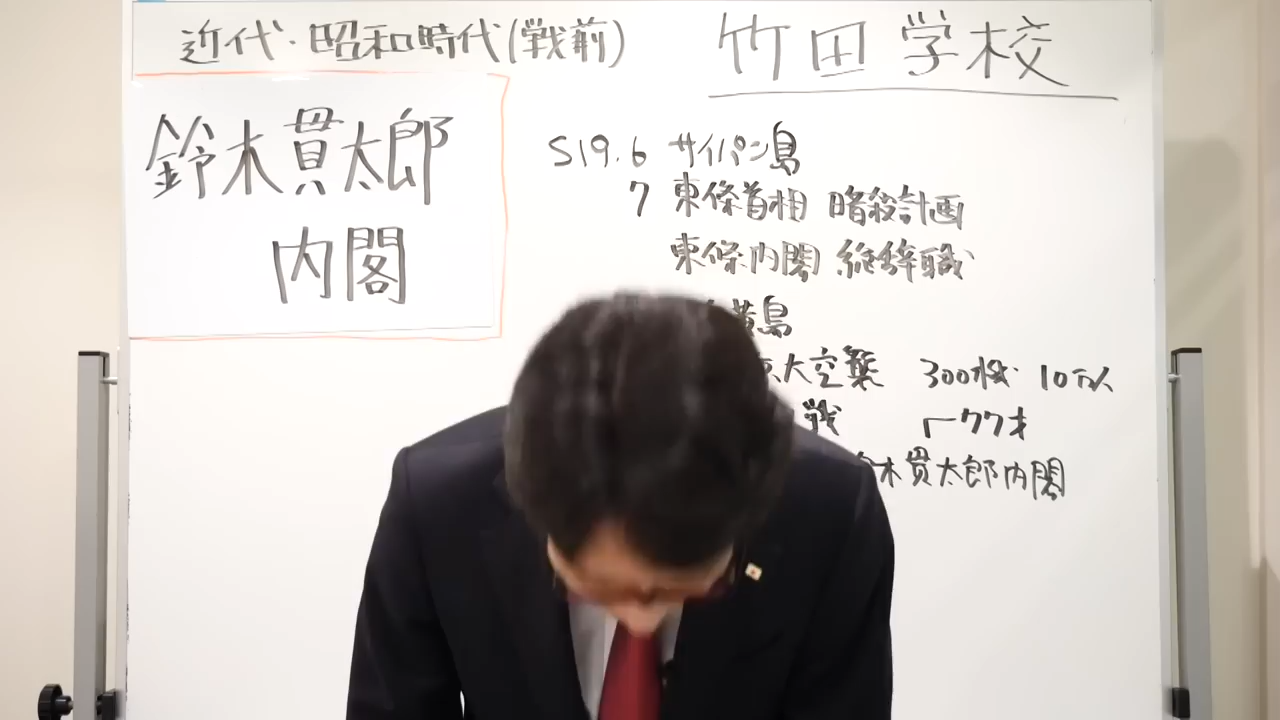 近代・昭和時代(戦前)
竹田学校
鈴木貫太郎
内閣
S19.6 サイパン島
7 東條首相 暗殺計画
東條内閣 総辞職
黄島
大空襲 300機 10万人
戦 77才
木貫太郎内閣